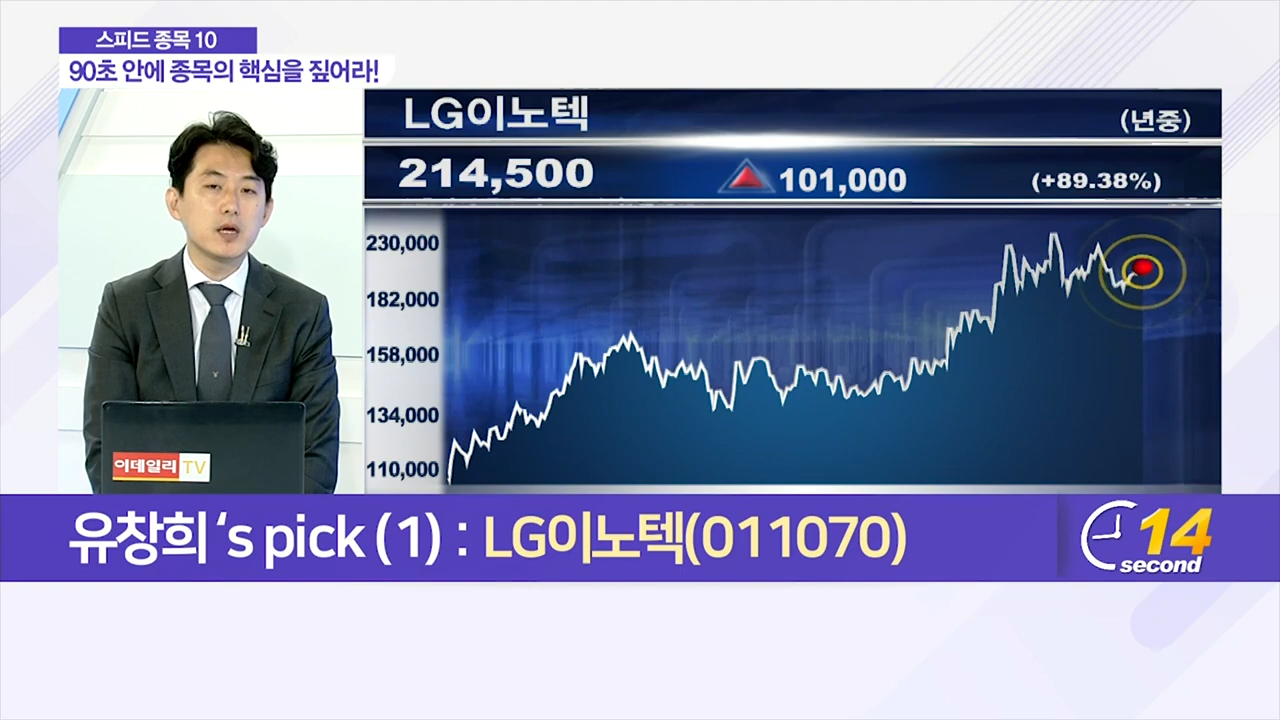 스피드 종목 10
90초 안에 종목의 핵심을 짚어라!
LG이노텍
(년중)
214,500
101,000
(+89.38%)
230,000
182,000
158,000
134,000
110,000
이데일리 TV
유창희 ‘s pick (1) : LG이노텍(011070)
14
second